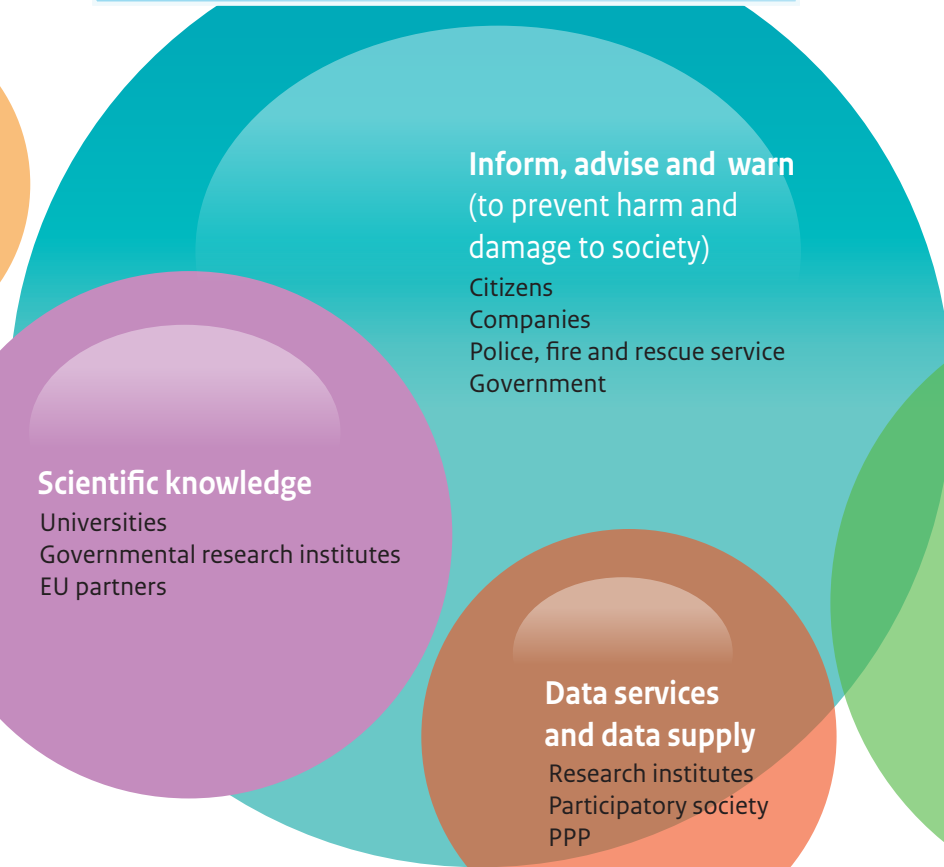 Inform, advise and warn
(to prevent harm and
damage to society)
Citizens
Companies
Police, fire and rescue service
Government
Scientific knowledge
Universities
Governmental research institutes
EU partners
Data services
and data supply
Research institutes
Participatory society
PPP